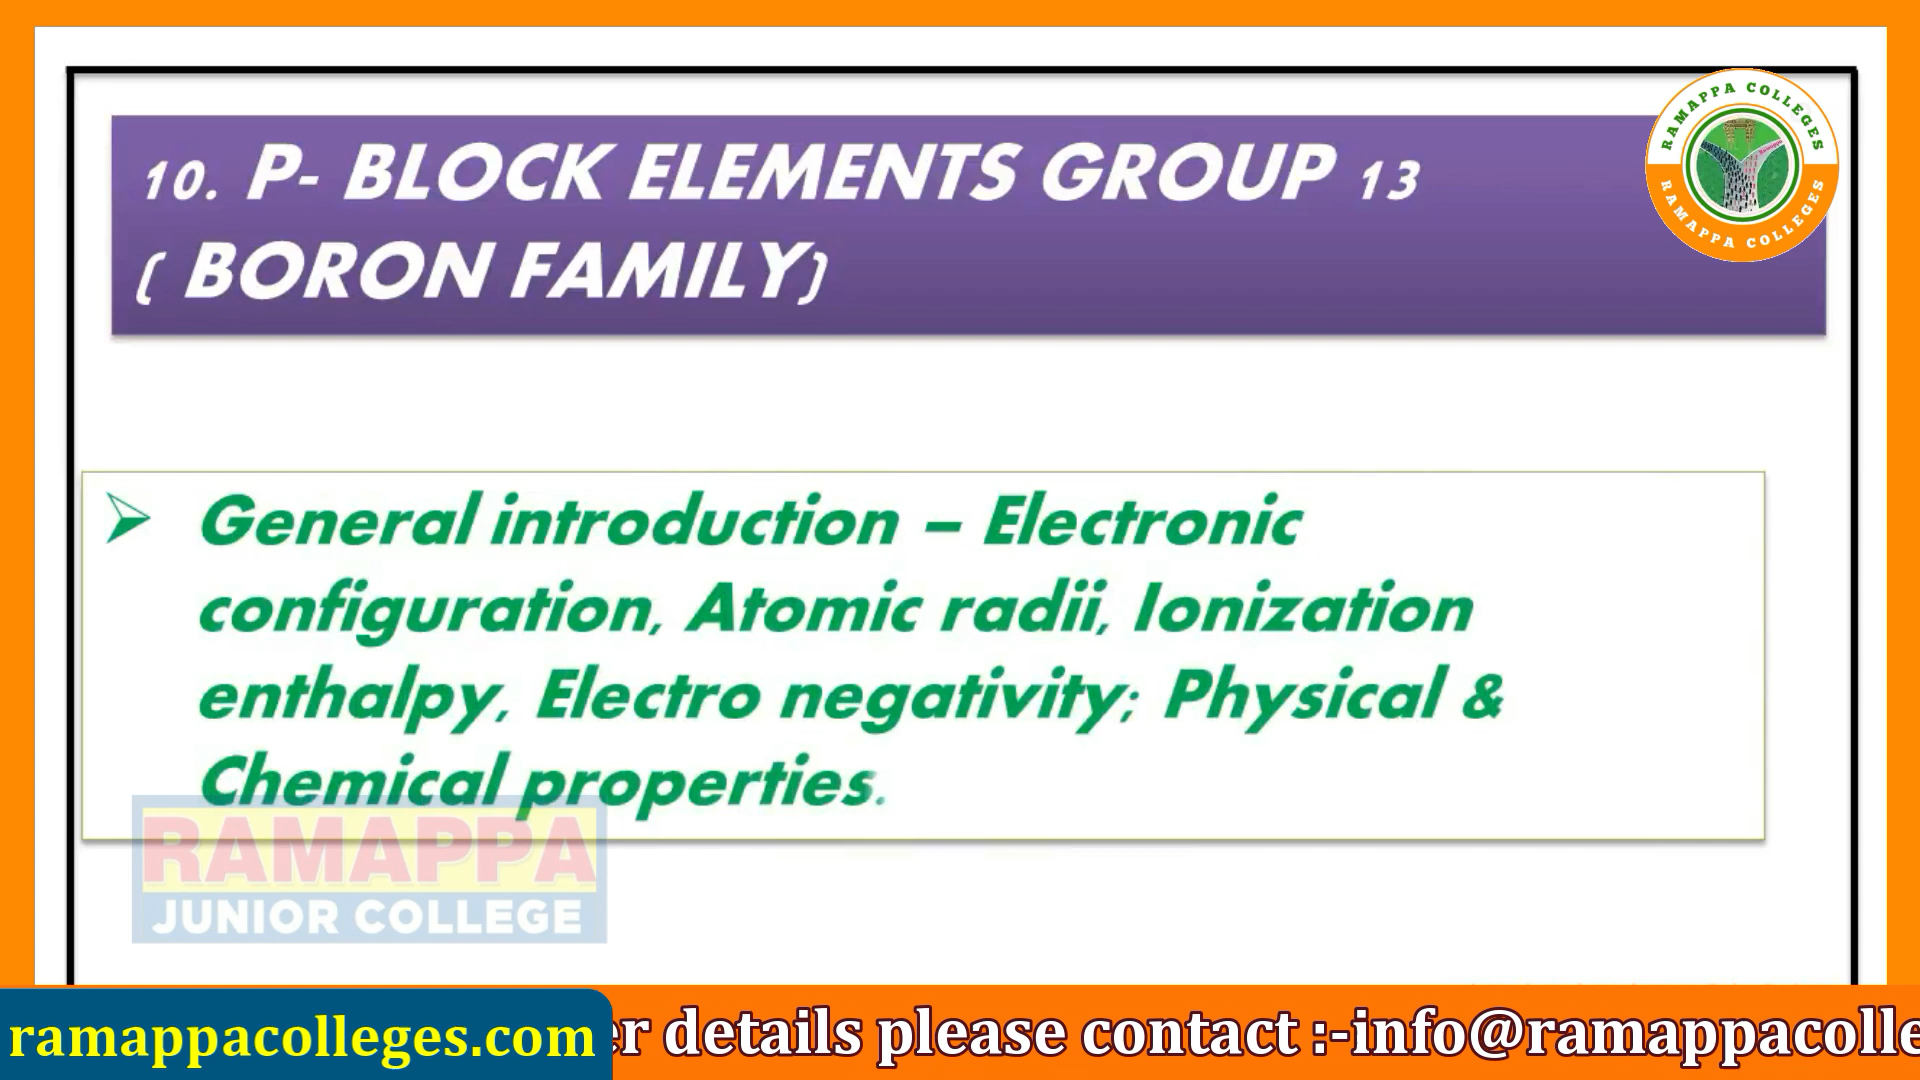 10. P- BLOCK ELEMENTS GROUP 13
( BORON FAMILY)
RAMAPPA COLLEGES
RAMAPPA COLLEGES
➢ General introduction – Electronic
configuration, Atomic radii, Ionization
enthalpy, Electro negativity; Physical &
Chemical properties.
RAMAPPA
JUNIOR COLLEGE
ramappacolleges.com
details please contact :-info@ramappacolle